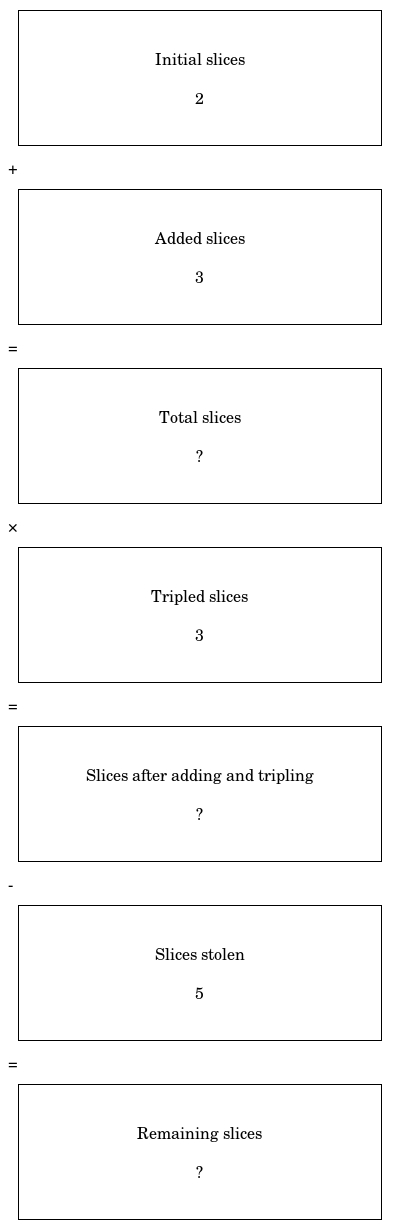 Initial slices
2
+
Added slices
3
=
Total slices
?
×
Tripled slices
3
=
Slices after adding and tripling
?
-
Slices stolen
5
=
Remaining slices
?